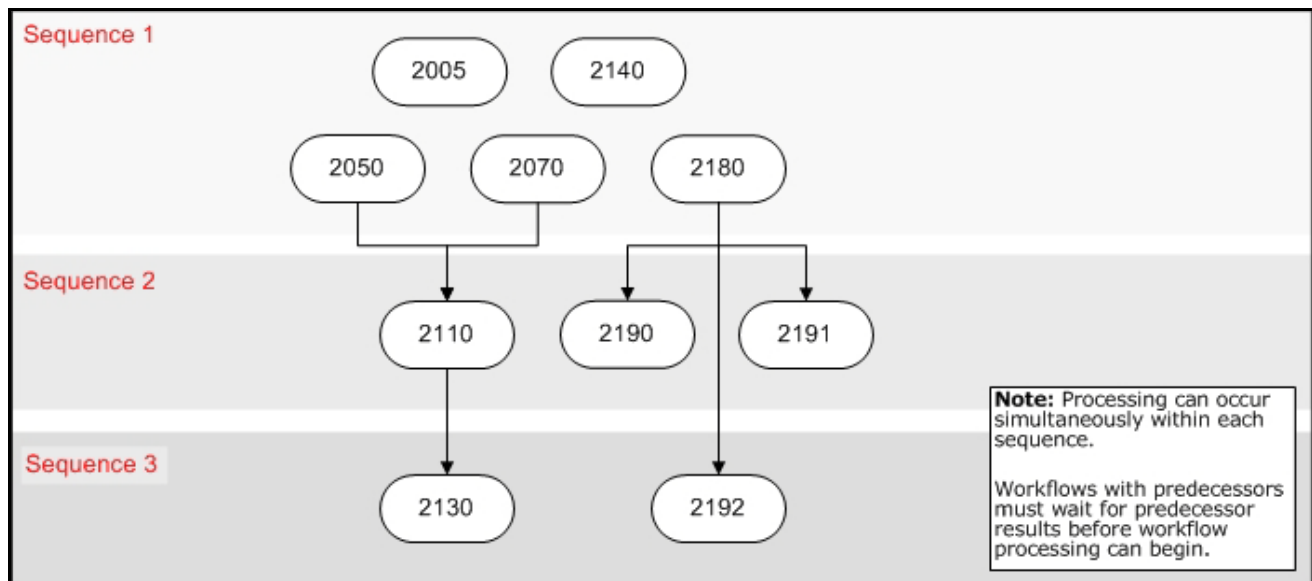 Sequence 1
2005
2140
2050
2070
2180
Sequence 2
2110
2190
2191
Note: Processing can occur
simultaneously within each
sequence.
Workflows with predecessors
must wait for predecessor
results before workflow
processing can begin.
Sequence 3
2130
2192